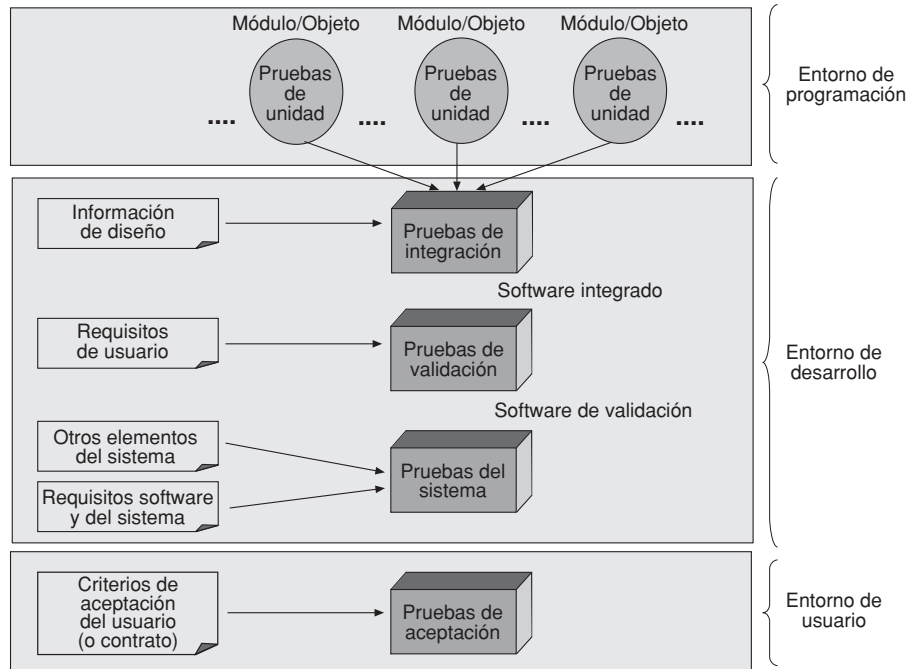 Módulo/Objeto Módulo/Objeto Módulo/Objeto
Pruebas
de
unidad
Pruebas
de
unidad
Pruebas
de
unidad
.... .... .... ....
Entorno de
programación
Información
de diseño
Pruebas de
integración
Software integrado
Requisitos
de usuario
Pruebas de
validación
Software de validación
Entorno de
desarrollo
Otros elementos
del sistema
Requisitos software
y del sistema
Pruebas del
sistema
Criterios de
aceptación
del usuario
(o contrato)
Pruebas de
aceptación
Entorno de
usuario